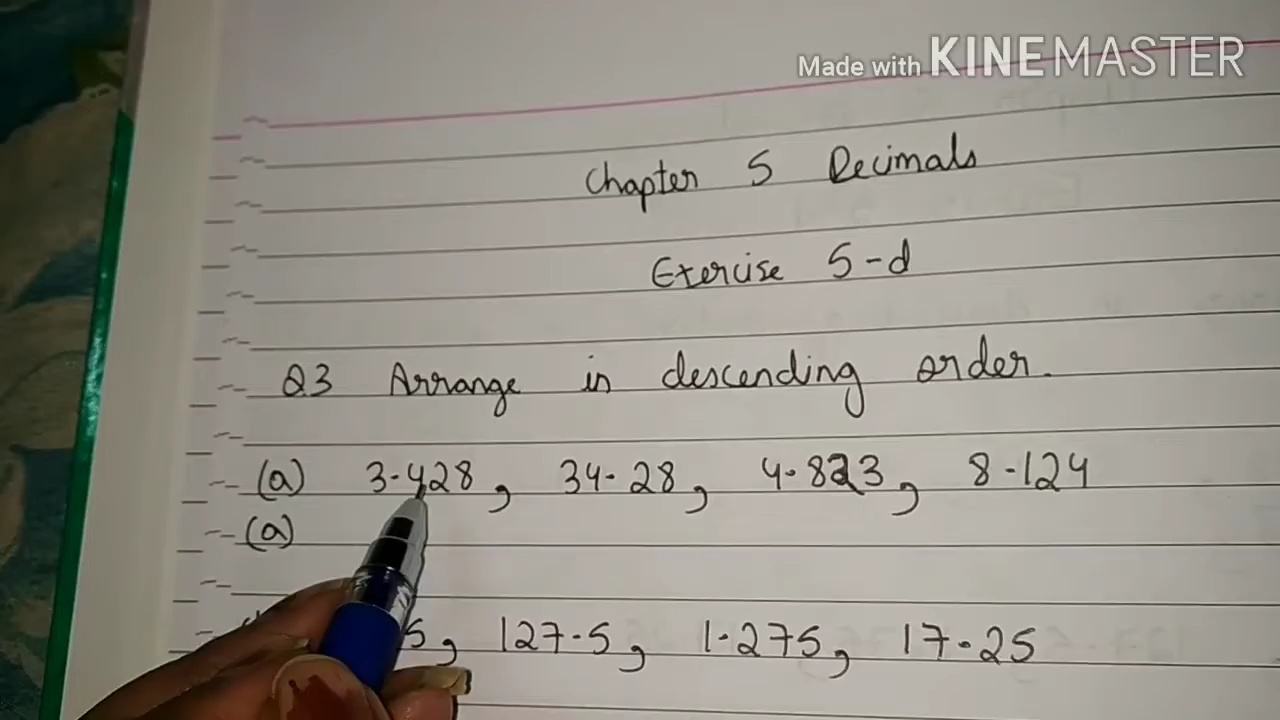 Made with KINEMASTER
Chapter 5 Decimals
Exercise 5-d
Q3 Arrange in descending order.
(a) 3.428, 34.28, 4.823, 8.124
(a)
5, 127.5, 1.275, 17.25